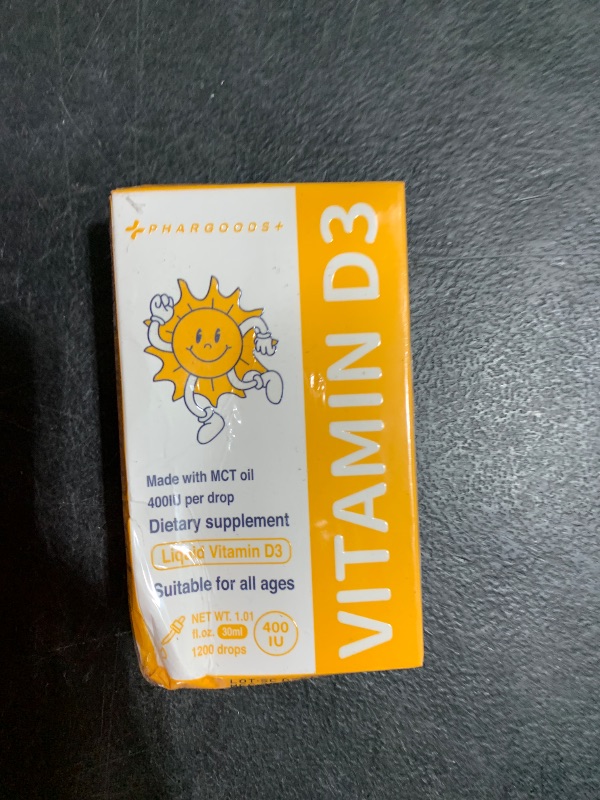 PHARGOODS+
VITAMIN D3
Made with MCT oil
400IU per drop
Dietary supplement
Liquid Vitamin D3
Suitable for all ages
NET WT. 1.01
fl.oz. 30ml
1200 drops
400
IU